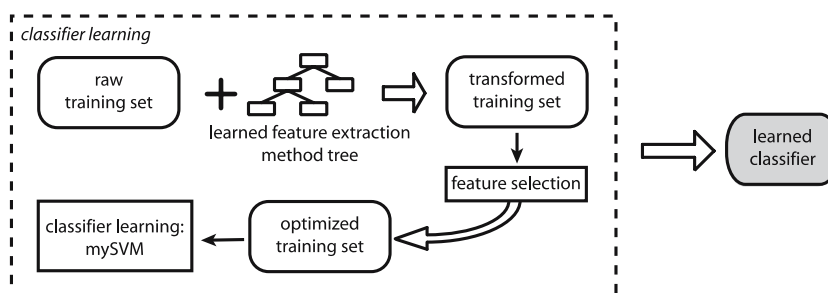 classifier learning
raw
training set
learned feature extraction
method tree
transformed
training set
feature selection
optimized
training set
classifier learning:
mySVM
learned
classifier